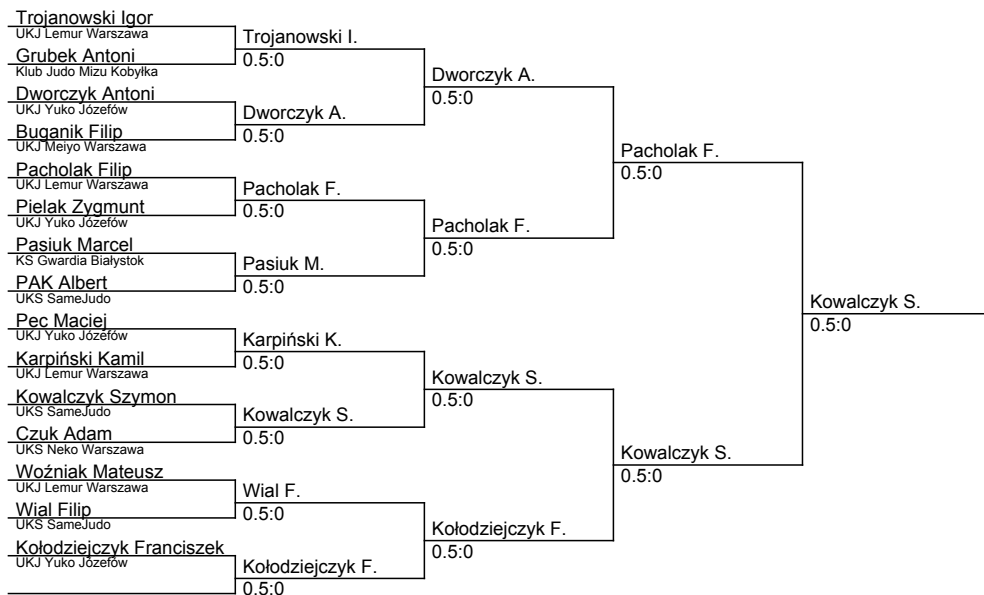 Trojanowski Igor
UKJ Lemur Warszawa
Grubek Antoni
Klub Judo Mizu Kobyłka
Dworczyk Antoni
UKJ Yuko Józefów
Buganik Filip
UKJ Meiyo Warszawa
Pacholak Filip
UKJ Lemur Warszawa
Pielak Zygmunt
UKJ Yuko Józefów
Pasiuk Marcel
KS Gwardia Białystok
PAK Albert
UKS SameJudo
Pec Maciej
UKJ Yuko Józefów
Karpiński Kamil
UKJ Lemur Warszawa
Kowalczyk Szymon
UKS SameJudo
Czuk Adam
UKS Neko Warszawa
Woźniak Mateusz
UKJ Lemur Warszawa
Wial Filip
UKS SameJudo
Kołodziejczyk Franciszek
UKJ Yuko Józefów
Trojanowski I.
0.5:0
Dworczyk A.
0.5:0
Pacholak F.
0.5:0
Pasiuk M.
0.5:0
Karpiński K.
0.5:0
Kowalczyk S.
0.5:0
Wial F.
0.5:0
Kołodziejczyk F.
0.5:0
Dworczyk A.
0.5:0
Pacholak F.
0.5:0
Kowalczyk S.
0.5:0
Kołodziejczyk F.
0.5:0
Pacholak F.
0.5:0
Kowalczyk S.
0.5:0
Kowalczyk S.
0.5:0